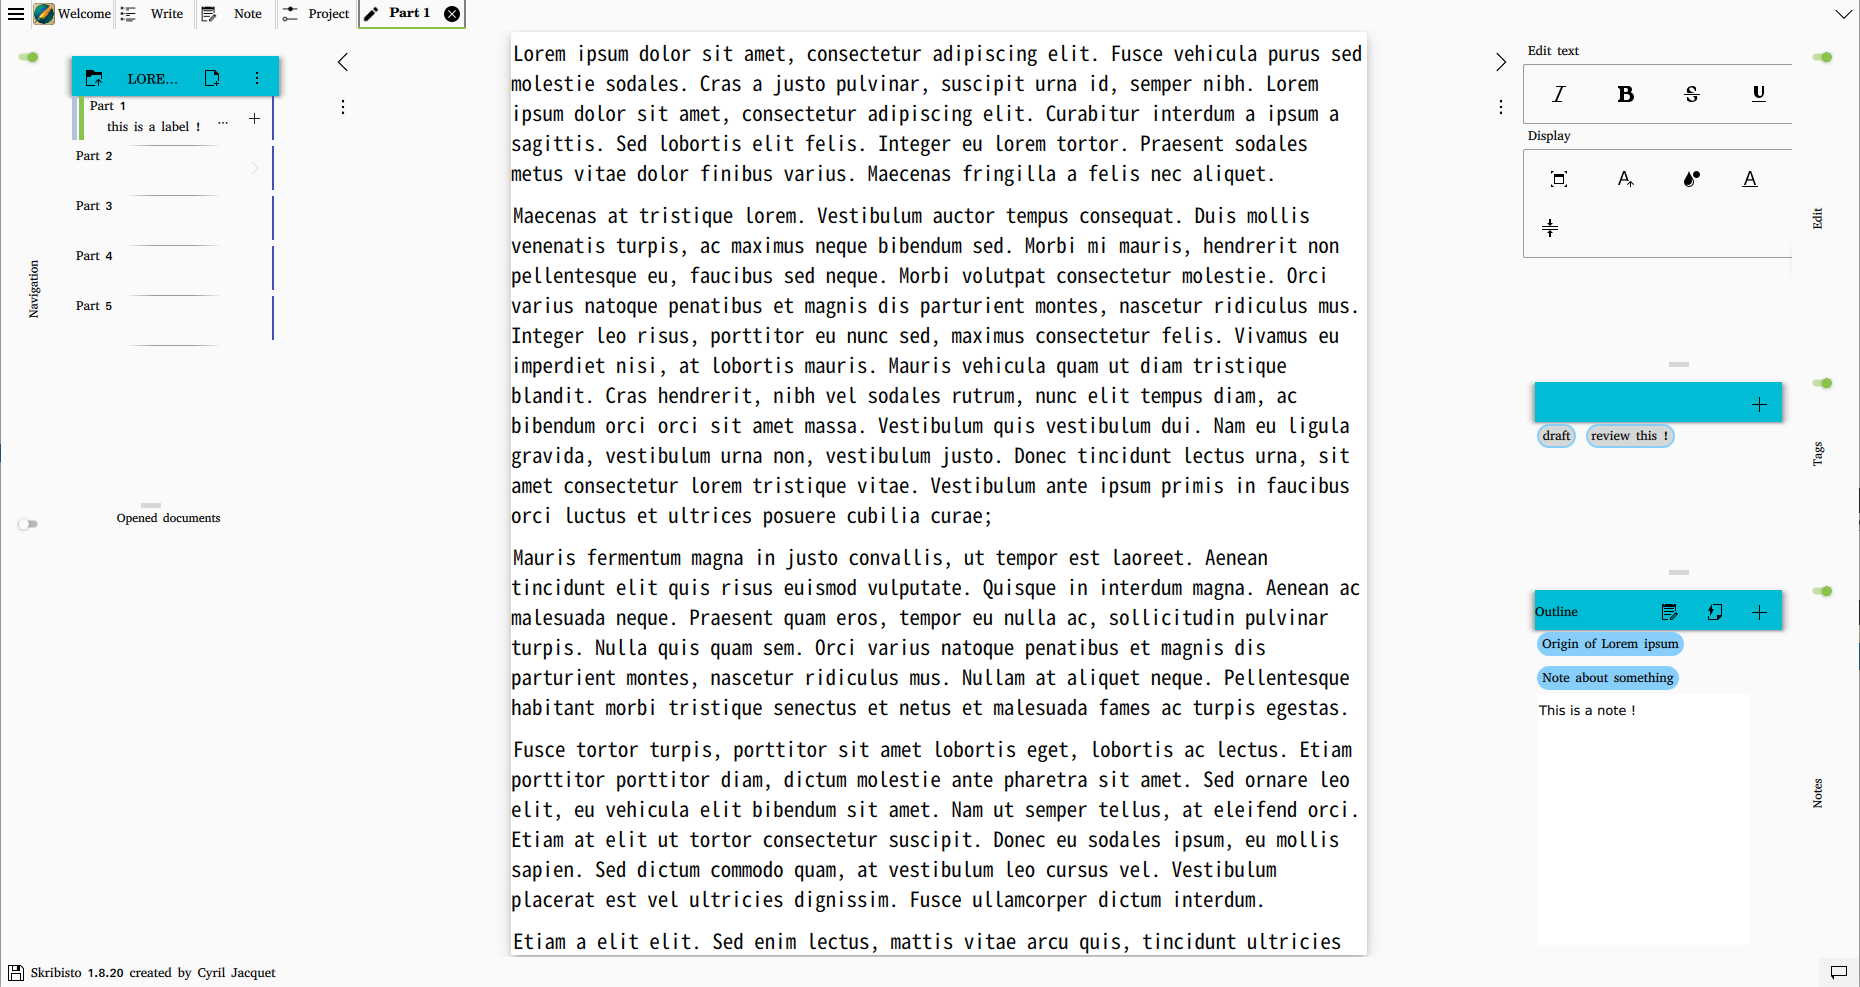 Welcome Write Note Project Part 1
LORE...
Part 1
this is a label ! ...
Part 2
Part 3
Part 4
Part 5
Navigation
Opened documents
Lorem ipsum dolor sit amet, consectetur adipiscing elit. Fusce vehicula purus sed
molestie sodales. Cras a justo pulvinar, suscipit urna id, semper nibh. Lorem
ipsum dolor sit amet, consectetur adipiscing elit. Curabitur interdum a ipsum a
sagittis. Sed lobortis elit felis. Integer eu lorem tortor. Praesent sodales
metus vitae dolor finibus varius. Maecenas fringilla a felis nec aliquet.
Maecenas at tristique lorem. Vestibulum auctor tempus consequat. Duis mollis
venenatis turpis, ac maximus neque bibendum sed. Morbi mi mauris, hendrerit non
pellentesque eu, faucibus sed neque. Morbi volutpat consectetur molestie. Orci
varius natoque penatibus et magnis dis parturient montes, nascetur ridiculus mus.
Integer leo risus, porttitor eu nunc sed, maximus consectetur felis. Vivamus eu
imperdiet nisi, at lobortis mauris. Mauris vehicula quam ut diam tristique
blandit. Cras hendrerit, nibh vel sodales rutrum, nunc elit tempus diam, ac
bibendum orci orci sit amet massa. Vestibulum quis vestibulum dui. Nam eu ligula
gravida, vestibulum urna non, vestibulum justo. Donec tincidunt lectus urna, sit
amet consectetur lorem tristique vitae. Vestibulum ante ipsum primis in faucibus
orci luctus et ultrices posuere cubilia curae;
Mauris fermentum magna in justo convallis, ut tempor est laoreet. Aenean
tincidunt elit quis risus euismod vulputate. Quisque in interdum magna. Aenean ac
malesuada neque. Praesent quam eros, tempor eu nulla ac, sollicitudin pulvinar
turpis. Nulla quis quam sem. Orci varius natoque penatibus et magnis dis
parturient montes, nascetur ridiculus mus. Nullam at aliquet neque. Pellentesque
habitant morbi tristique senectus et netus et malesuada fames ac turpis egestas.
Fusce tortor turpis, porttitor sit amet lobortis eget, lobortis ac lectus. Etiam
porttitor porttitor diam, dictum molestie ante pharetra sit amet. Sed ornare leo
elit, eu vehicula elit bibendum sit amet. Nam ut semper tellus, at eleifend orci.
Etiam at elit ut tortor consectetur suscipit. Donec eu sodales ipsum, eu mollis
sapien. Sed dictum commodo quam, at vestibulum leo cursus vel. Vestibulum
placerat est vel ultricies dignissim. Fusce ullamcorper dictum interdum.
Etiam a elit elit. Sed enim lectus, mattis vitae arcu quis, tincidunt ultricies
Edit text
I B S U
Display
A A
Edit
draft review this !
Tags
Outline
Origin of Lorem ipsum
Note about something
This is a note !
Notes
Skribisto 1.8.20 created by Cyril Jacquet